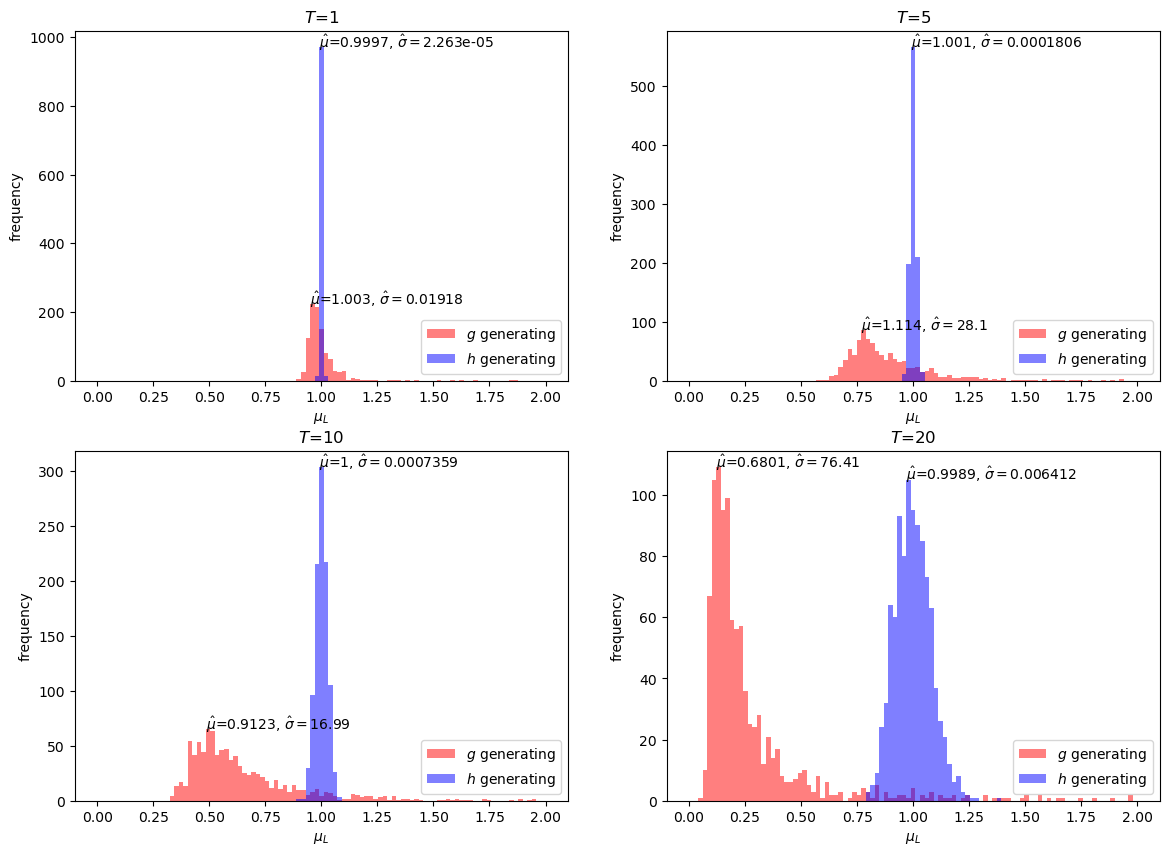 T=1
μ̂=0.9997, σ̂ = 2.263e-05
1000
800
600
400
200
0
frequency
μ̂=1.003, σ̂ = 0.01918
g generating
h generating
0.00 0.25 0.50 0.75 1.00 1.25 1.50 1.75 2.00
μ_L
T=5
μ̂=1.001, σ̂ = 0.0001806
500
400
300
200
100
0
frequency
μ̂=1.114, σ̂ = 28.1
g generating
h generating
0.00 0.25 0.50 0.75 1.00 1.25 1.50 1.75 2.00
μ_L
T=10
μ̂=1, σ̂ = 0.0007359
300
250
200
150
100
50
0
frequency
μ̂=0.9123, σ̂ = 16.99
g generating
h generating
0.00 0.25 0.50 0.75 1.00 1.25 1.50 1.75 2.00
μ_L
T=20
μ̂=0.6801, σ̂ = 76.41
μ̂=0.9989, σ̂ = 0.006412
100
80
60
40
20
0
frequency
g generating
h generating
0.00 0.25 0.50 0.75 1.00 1.25 1.50 1.75 2.00
μ_L